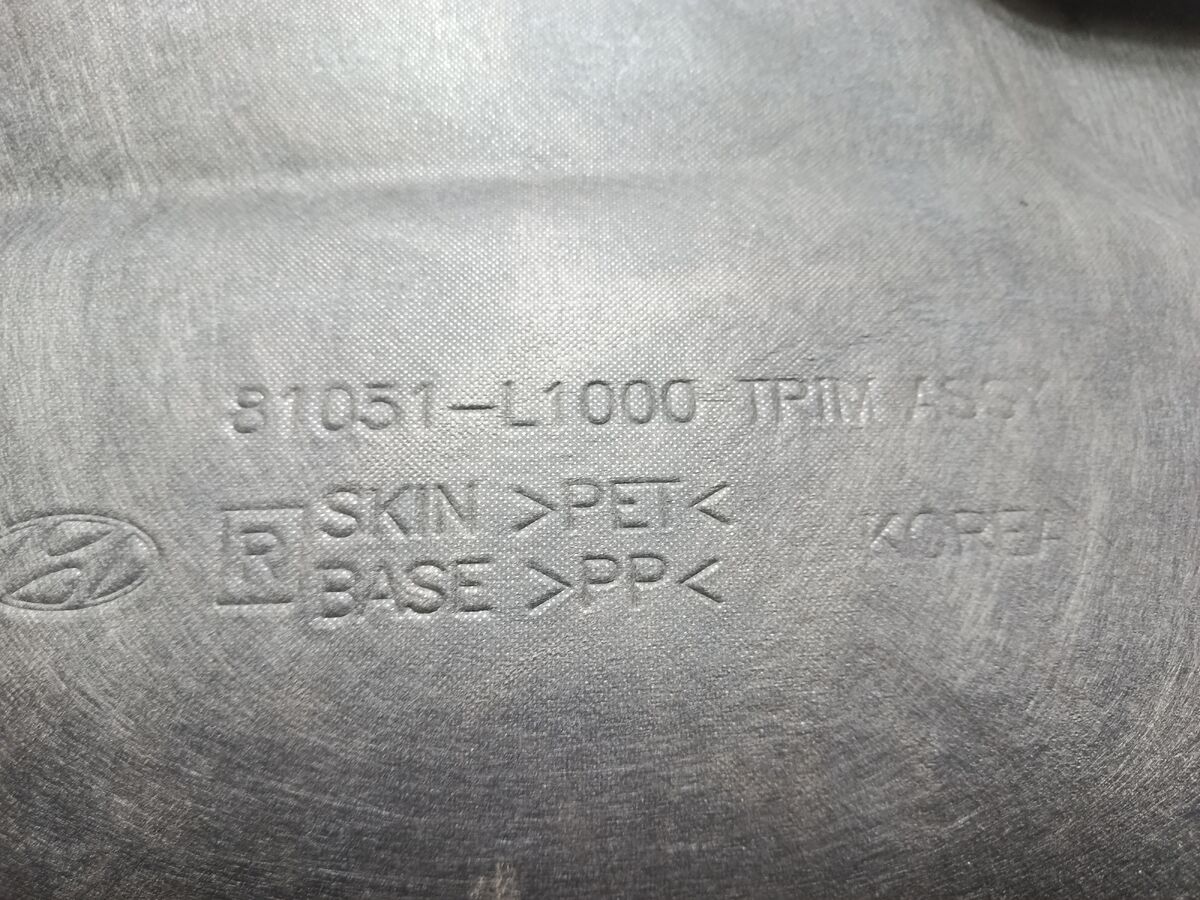 81051-L1000-TRIM ASSY
R SKIN >PET<
BASE >PP<
KOREA